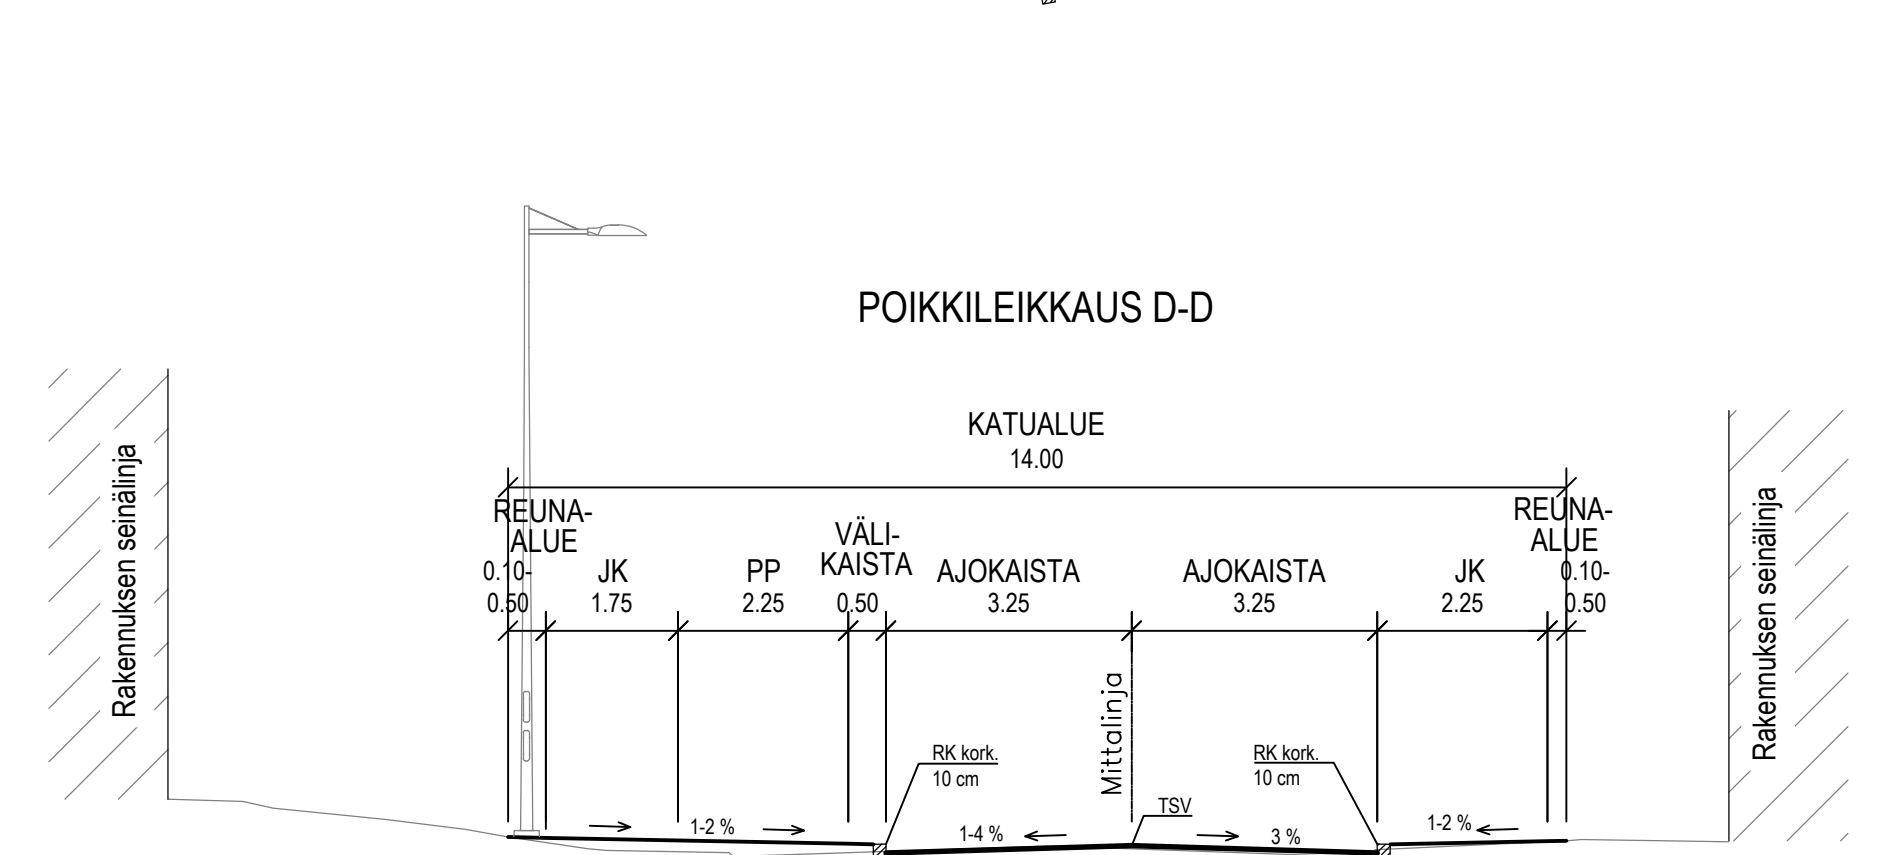 POIKKILEIKKAUS D-D
KATUALUE
14.00
REUNA-
ALUE
0.10-
0.50
JK
1.75
PP
2.25
VÄLI-
KAISTA
0.50
AJOKAISTA
3.25
AJOKAISTA
3.25
JK
2.25
REUNA-
ALUE
0.10-
0.50
Rakennuksen seinälinja
Mittalinja
Rakennuksen seinälinja
RK kork.
10 cm
RK kork.
10 cm
TSV
1-2 %
1-4 %
3 %
1-2 %